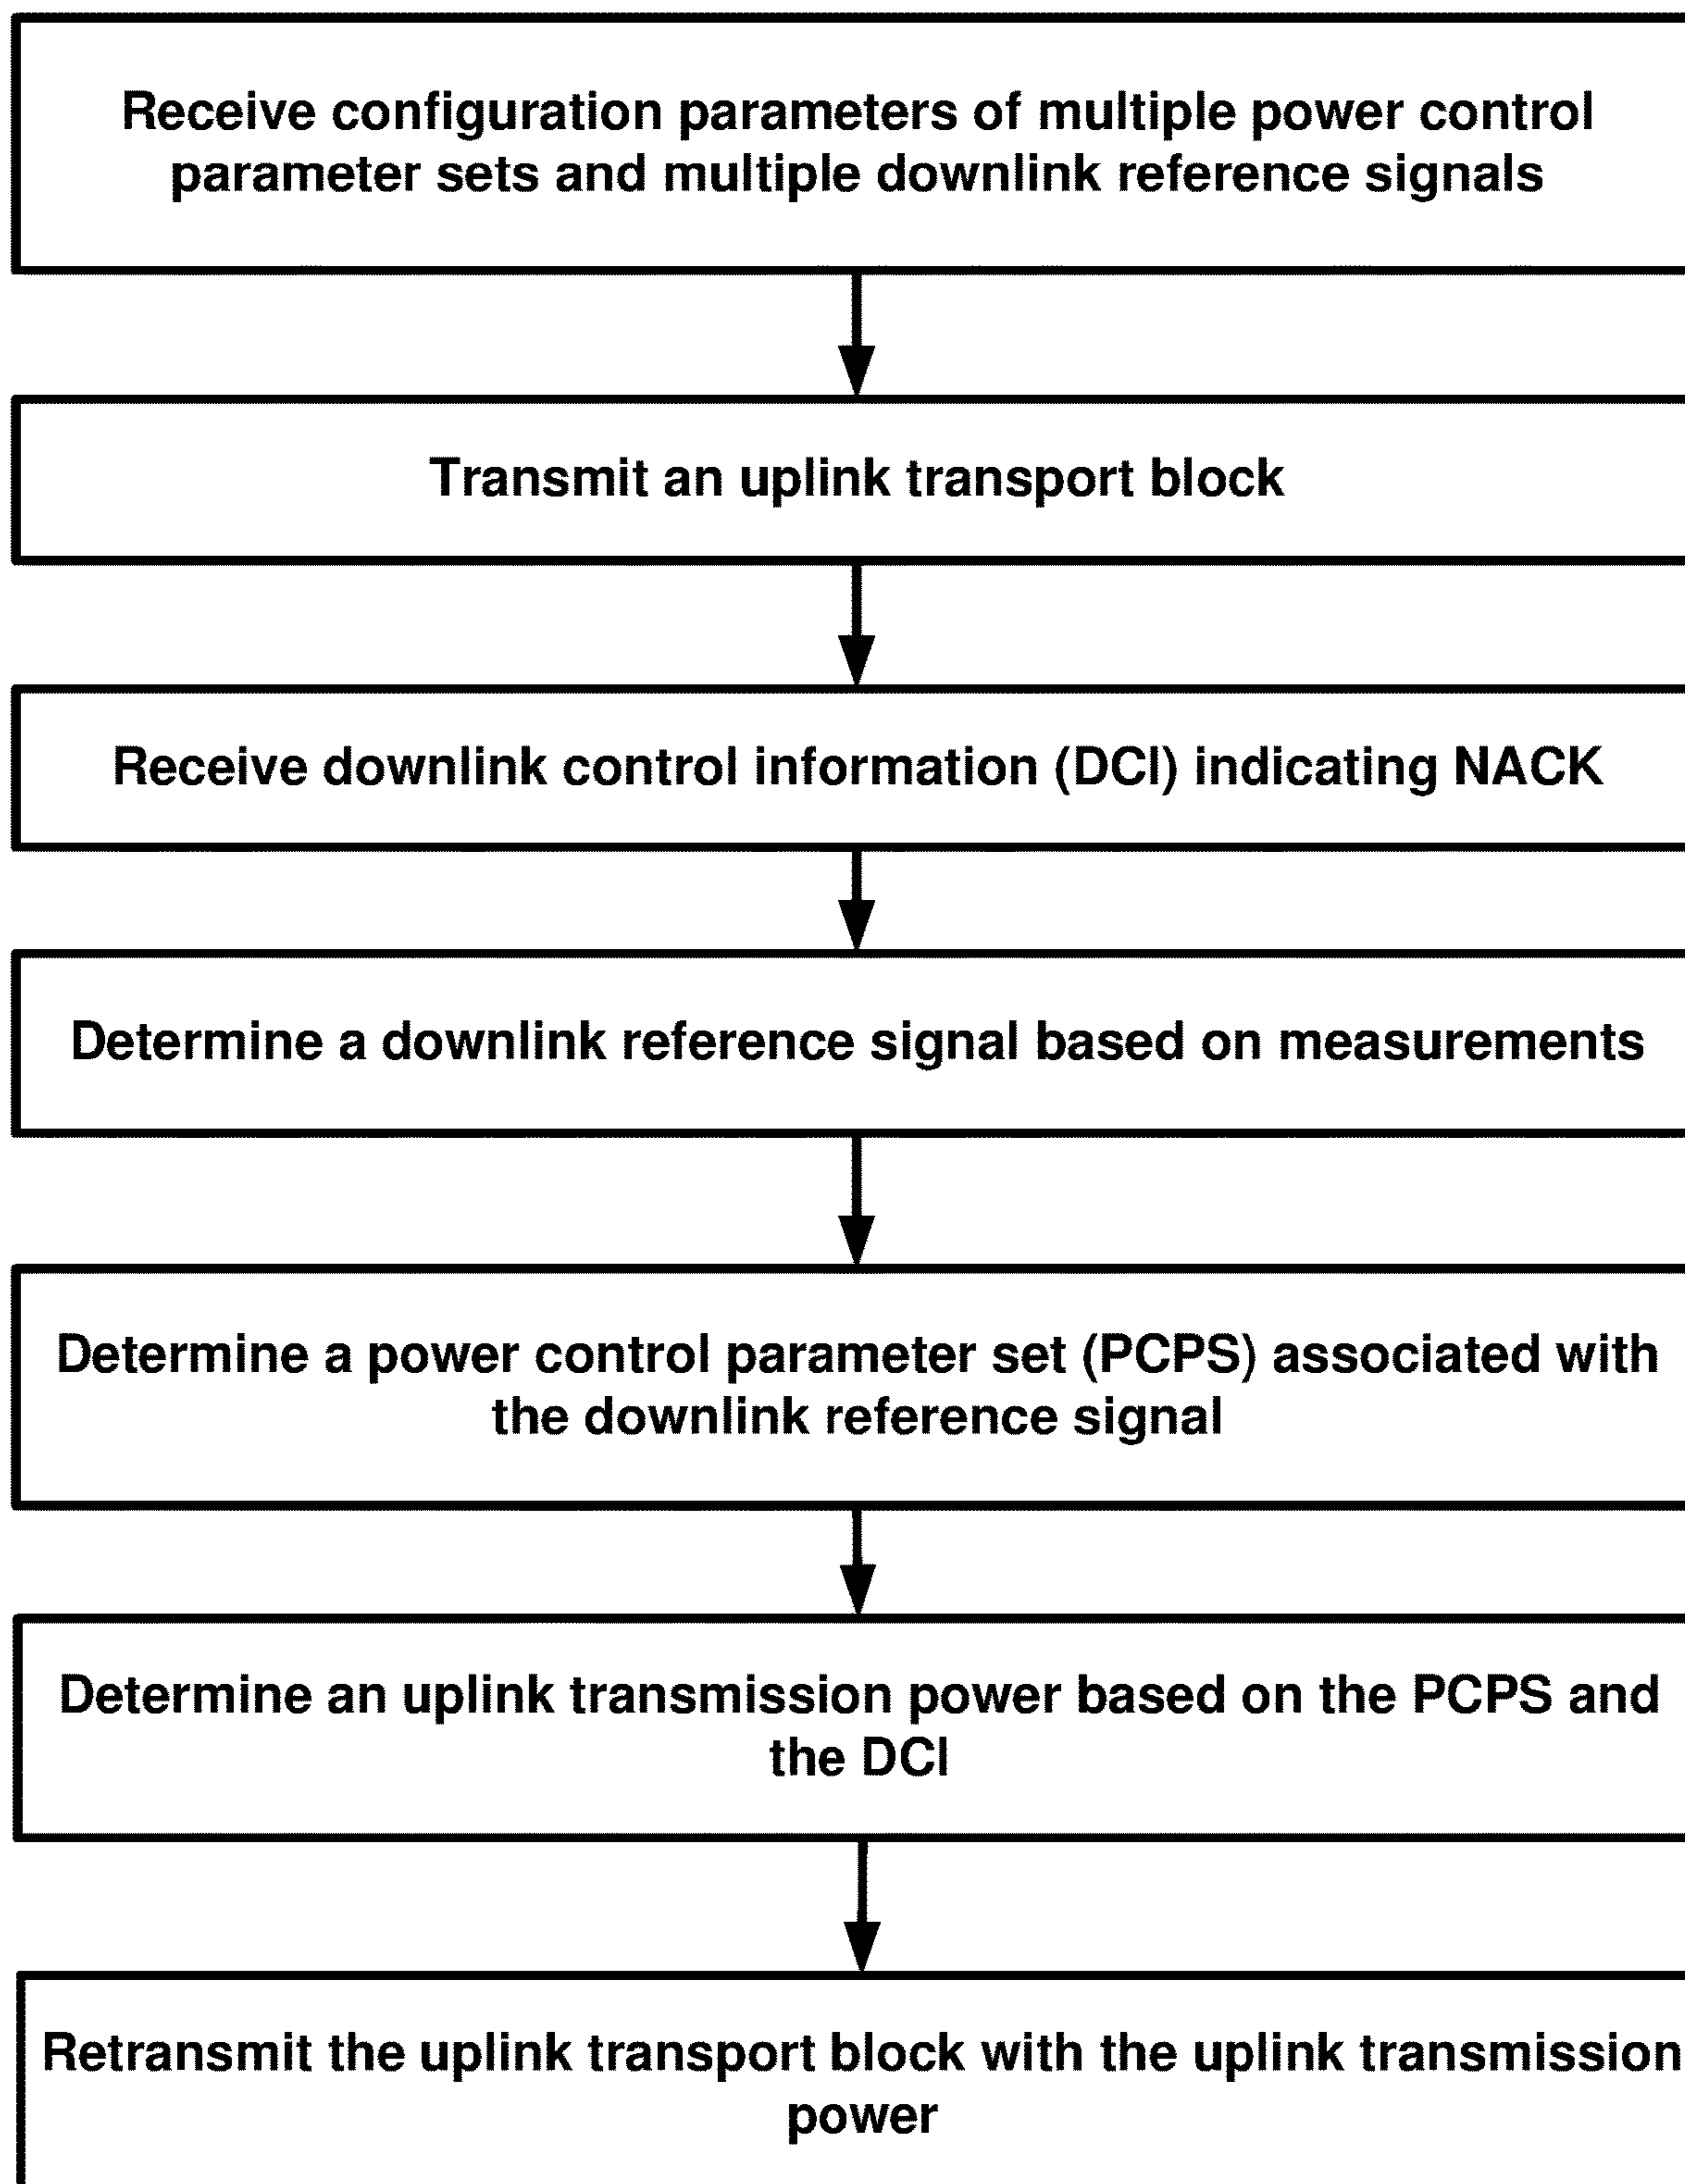 Receive configuration parameters of multiple power control
parameter sets and multiple downlink reference signals
Transmit an uplink transport block
Receive downlink control information (DCI) indicating NACK
Determine a downlink reference signal based on measurements
Determine a power control parameter set (PCPS) associated with
the downlink reference signal
Determine an uplink transmission power based on the PCPS and
the DCI
Retransmit the uplink transport block with the uplink transmission
power